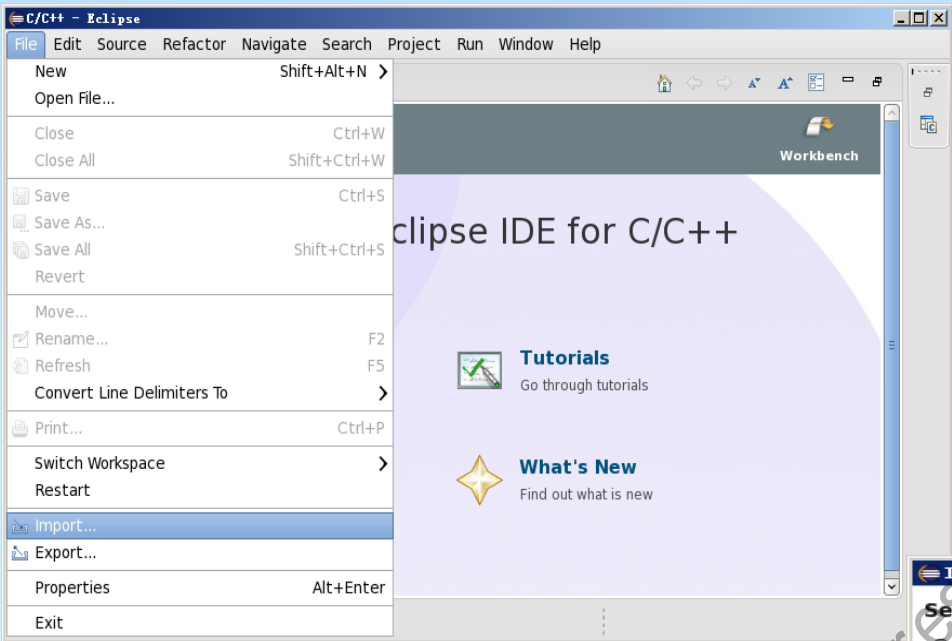 C/C++ - Eclipse
File Edit Source Refactor Navigate Search Project Run Window Help
New Shift+Alt+N
Open File...
Close Ctrl+W
Close All Shift+Ctrl+W
Save Ctrl+S
Save As...
Save All Shift+Ctrl+S
Revert
Move...
Rename... F2
Refresh F5
Convert Line Delimiters To
Print... Ctrl+P
Switch Workspace
Restart
Import...
Export...
Properties Alt+Enter
Exit
Workbench
clipse IDE for C/C++
Tutorials
Go through tutorials
What's New
Find out what is new
Se